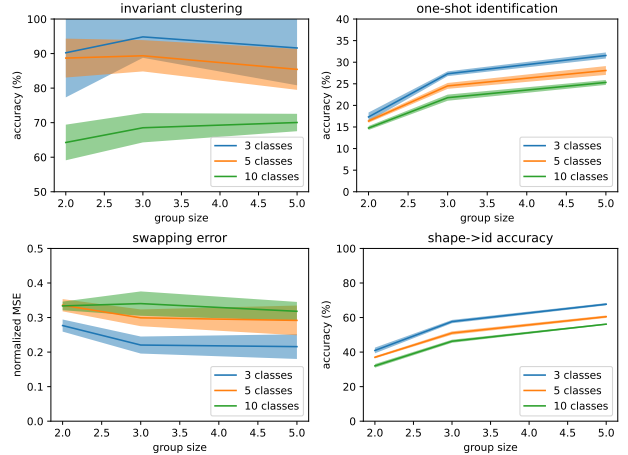 invariant clustering
accuracy (%)
100
90
80
70
60
50
2.0 2.5 3.0 3.5 4.0 4.5 5.0
group size
3 classes
5 classes
10 classes
one-shot identification
accuracy (%)
40
35
30
25
20
15
10
5
0
2.0 2.5 3.0 3.5 4.0 4.5 5.0
group size
3 classes
5 classes
10 classes
swapping error
normalized MSE
0.5
0.4
0.3
0.2
0.1
0.0
2.0 2.5 3.0 3.5 4.0 4.5 5.0
group size
3 classes
5 classes
10 classes
shape->id accuracy
accuracy (%)
100
80
60
40
20
0
2.0 2.5 3.0 3.5 4.0 4.5 5.0
group size
3 classes
5 classes
10 classes